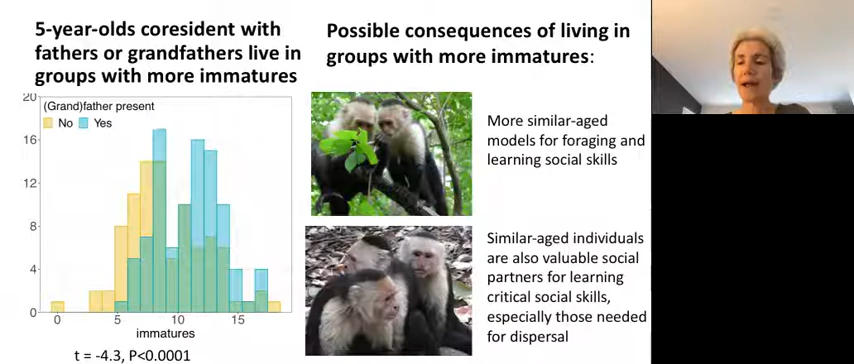 5-year-olds coresident with
fathers or grandfathers live in
groups with more immatures
Possible consequences of living in
groups with more immatures:
(Grand)father present
No Yes
20
16
12
8
4
0
0 5 10 15
immatures
t = -4.3, P<0.0001
More similar-aged
models for foraging and
learning social skills
Similar-aged individuals
are also valuable social
partners for learning
critical social skills,
especially those needed
for dispersal